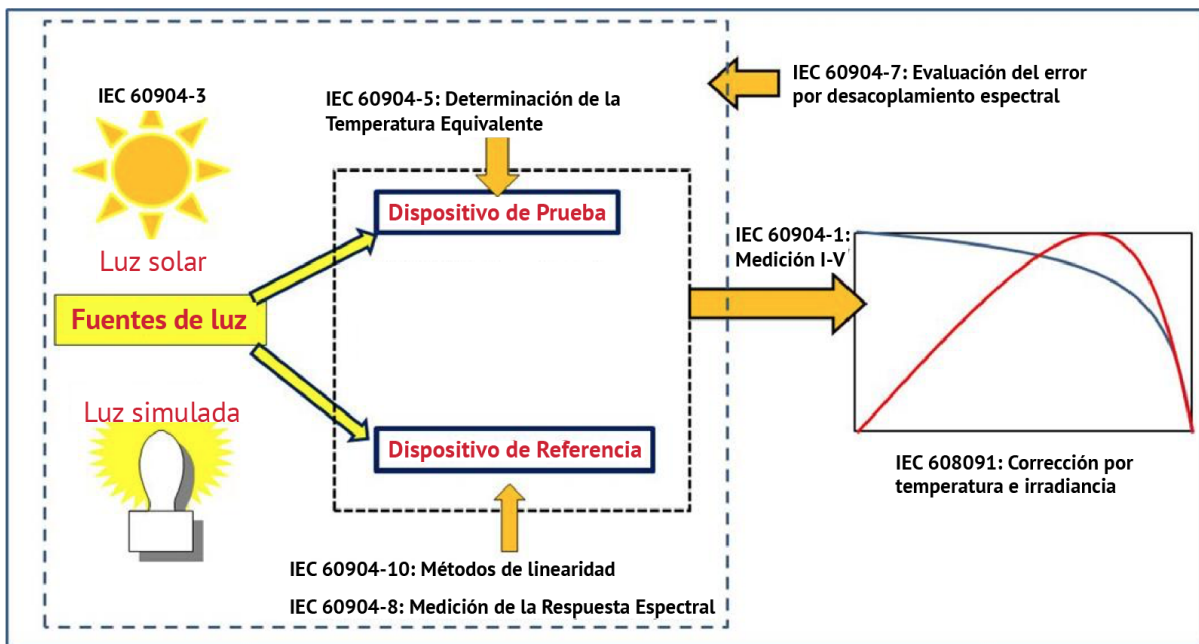 IEC 60904-3
Luz solar
Fuentes de luz
Luz simulada
IEC 60904-5: Determinación de la
Temperatura Equivalente
Dispositivo de Prueba
Dispositivo de Referencia
IEC 60904-10: Métodos de linearidad
IEC 60904-8: Medición de la Respuesta Espectral
IEC 60904-7: Evaluación del error
por desacoplamiento espectral
IEC 60904-1:
Medición I-V
IEC 608091: Corrección por
temperatura e irradiancia